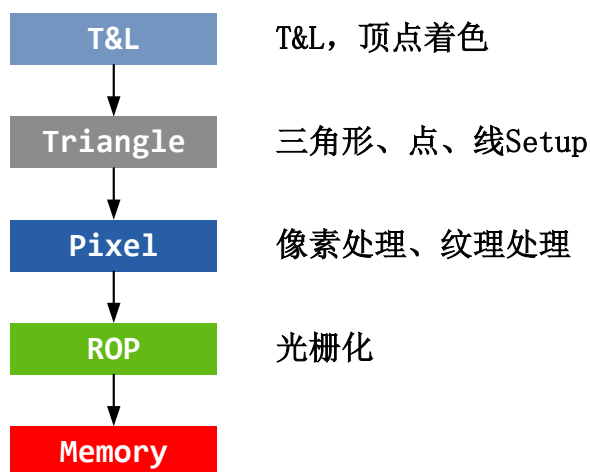 T&L T&L，顶点着色
Triangle 三角形、点、线Setup
Pixel 像素处理、纹理处理
ROP 光栅化
Memory